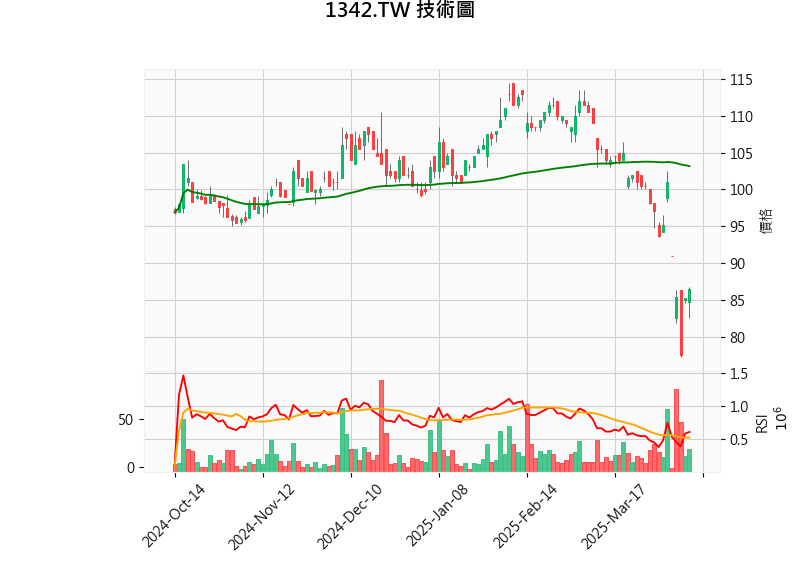 1342.TW 技術圖
115
110
105
100
95
90
85
80
價格
1.5
1.0
0.5
50
0
RSI
10^6
2024-Oct-14
2024-Nov-12
2024-Dec-10
2025-Jan-08
2025-Feb-14
2025-Mar-17